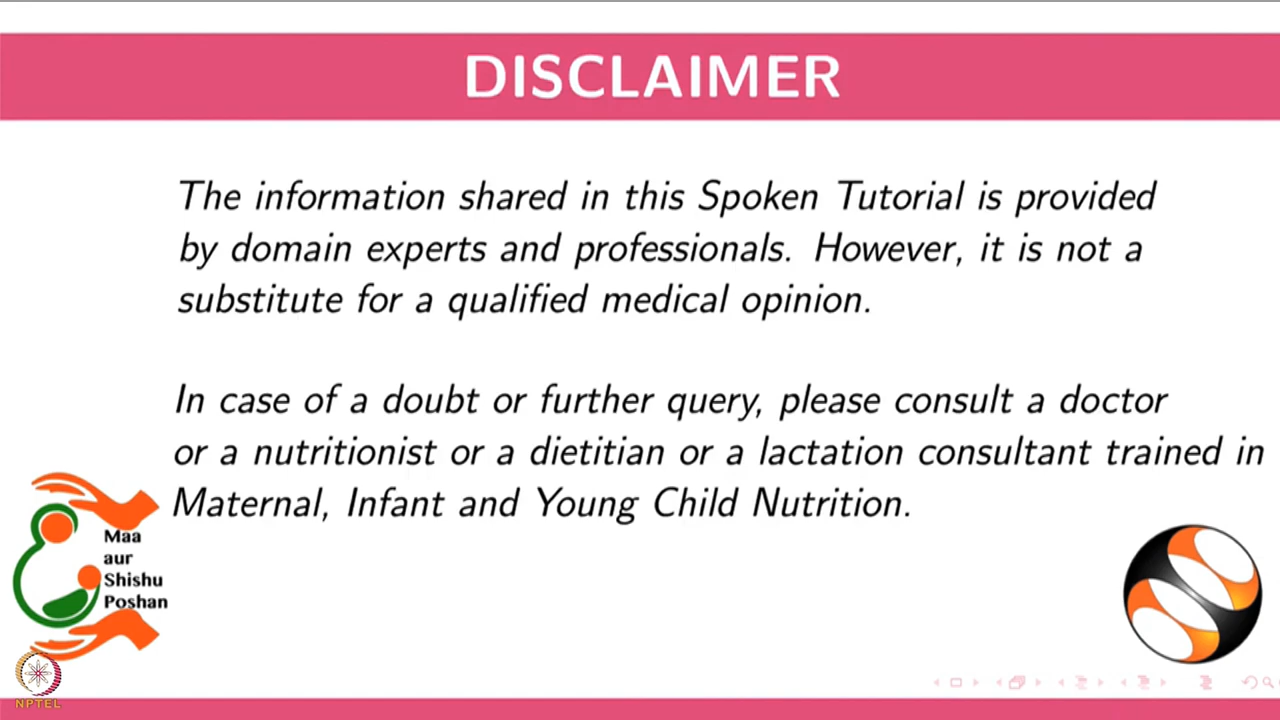 DISCLAIMER
The information shared in this Spoken Tutorial is provided
by domain experts and professionals. However, it is not a
substitute for a qualified medical opinion.
In case of a doubt or further query, please consult a doctor
or a nutritionist or a dietitian or a lactation consultant trained in
Maternal, Infant and Young Child Nutrition.
Maa
aur
Shishu
Poshan
NPTEL